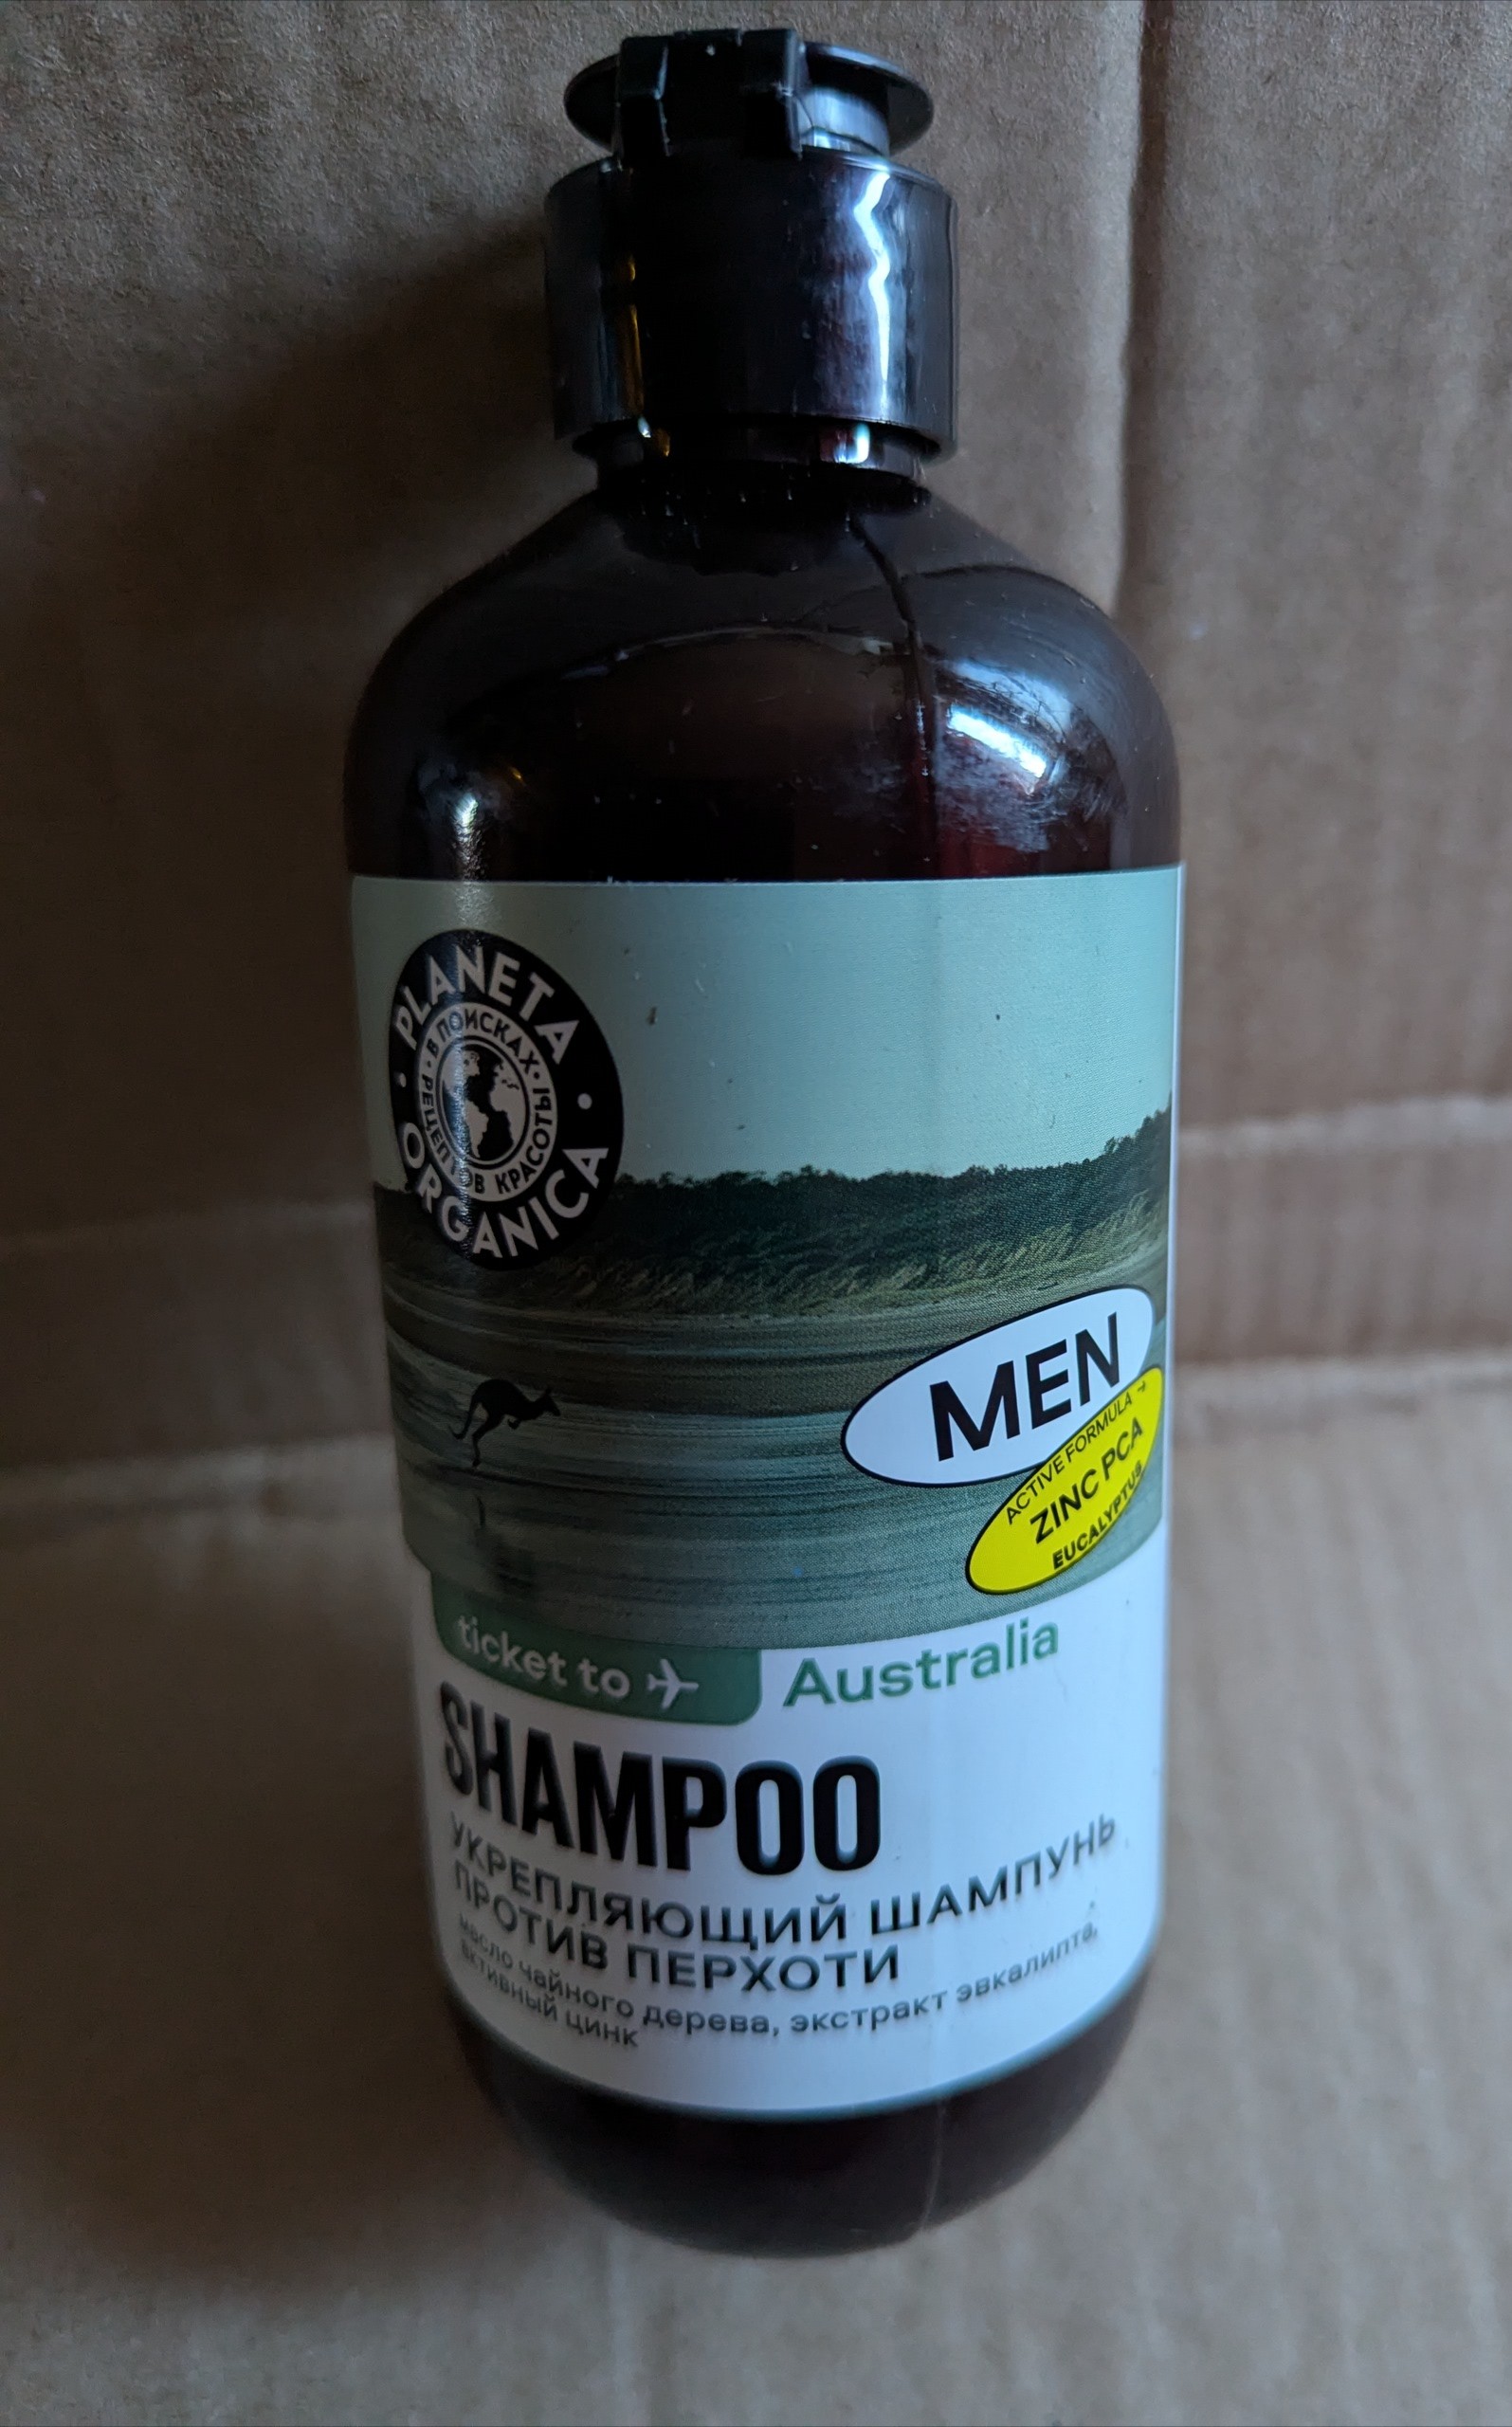 PLANETA
В ПОИСКАХ
РЕЦЕПТОВ КРАСОТЫ
ORGANICA
MEN
ACTIVE FORMULA
ZINC PCA
EUCALYPTUS
ticket to Australia
SHAMPOO
УКРЕПЛЯЮЩИЙ ШАМПУНЬ
ПРОТИВ ПЕРХОТИ
масло чайного дерева, экстракт эвкалипта,
активный цинк